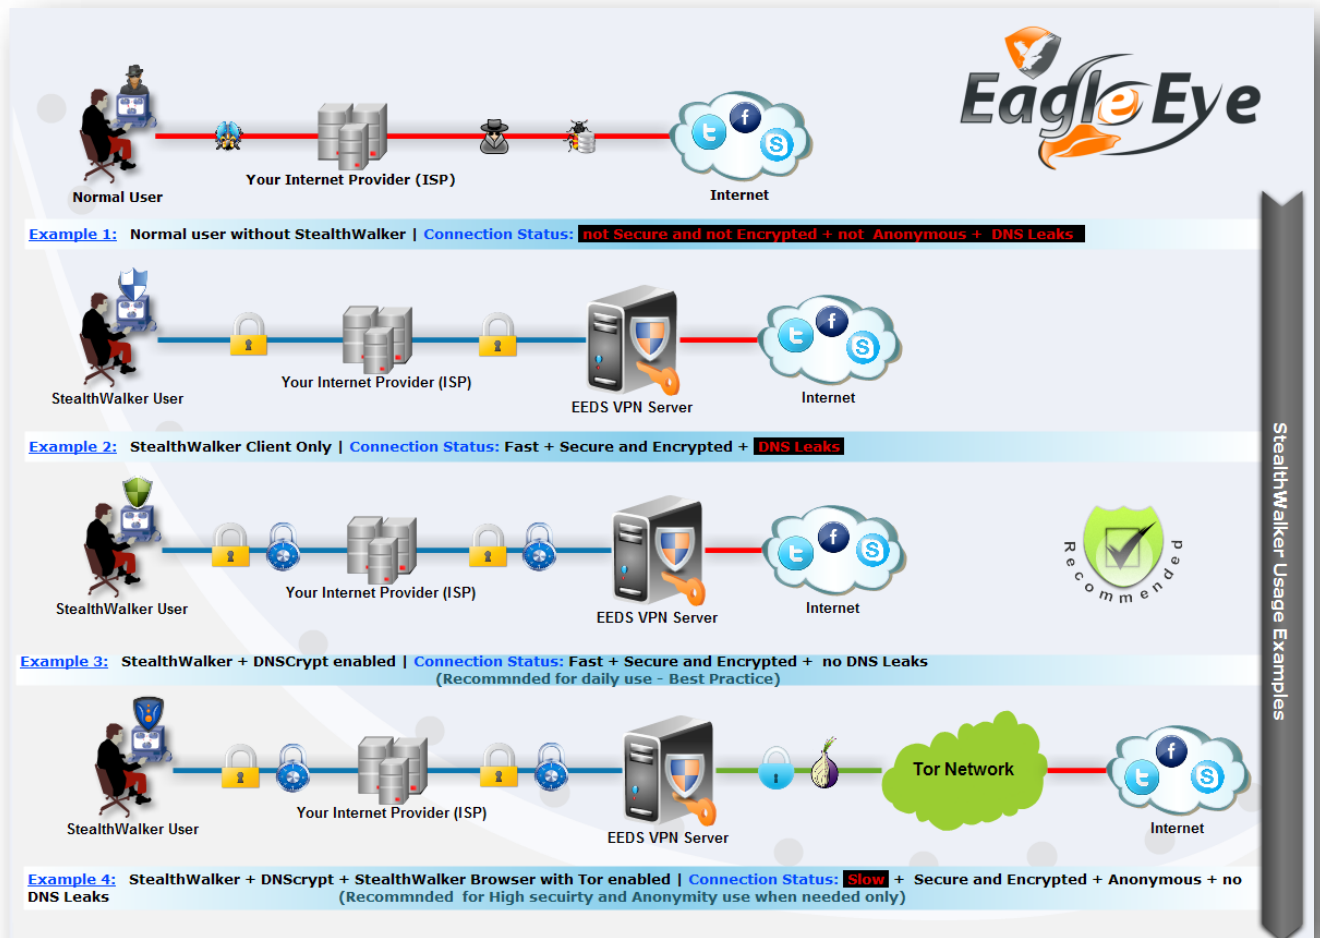 Eagle Eye
Normal User
Your Internet Provider (ISP)
Internet
Example 1: Normal user without StealthWalker | Connection Status: not Secure and not Encrypted + not Anonymous + DNS Leaks
StealthWalker User
Your Internet Provider (ISP)
EEDS VPN Server
Internet
Example 2: StealthWalker Client Only | Connection Status: Fast + Secure and Encrypted + DNS Leaks
StealthWalker User
Your Internet Provider (ISP)
EEDS VPN Server
Internet
Recommended
Example 3: StealthWalker + DNSCrypt enabled | Connection Status: Fast + Secure and Encrypted + no DNS Leaks
(Recommnded for daily use - Best Practice)
StealthWalker User
Your Internet Provider (ISP)
EEDS VPN Server
Tor Network
Internet
Example 4: StealthWalker + DNScrypt + StealthWalker Browser with Tor enabled | Connection Status: Slow + Secure and Encrypted + Anonymous + no
DNS Leaks (Recommnded for High secuirty and Anonymity use when needed only)
StealthWalker Usage Examples